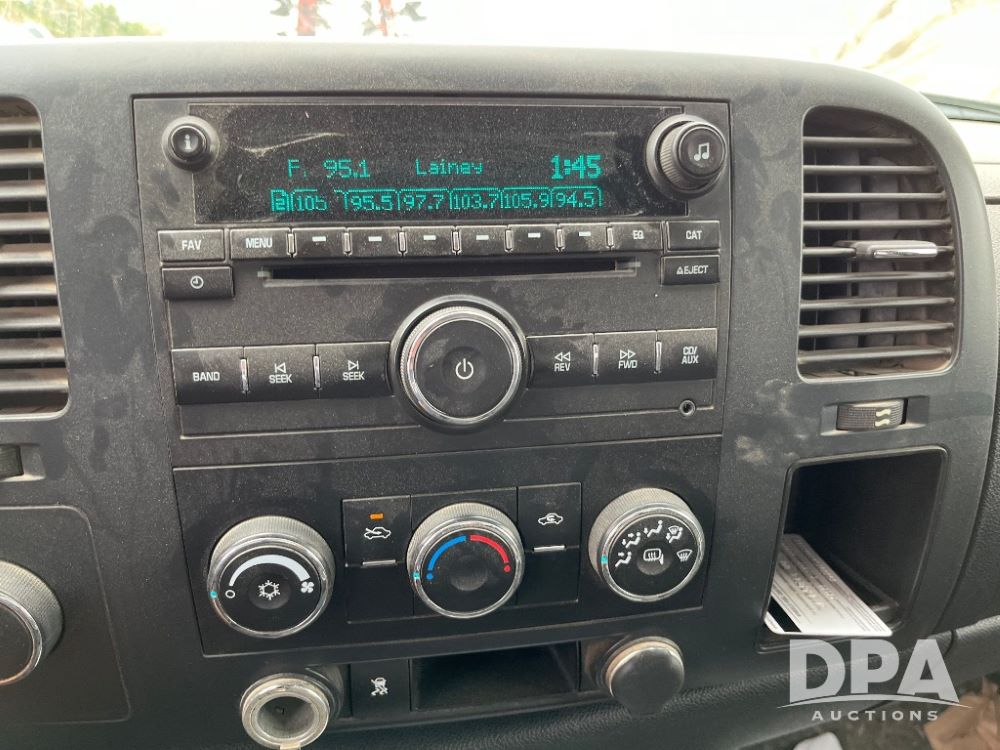 F. 95.1 Lainey 1:45
2 105 95.5 97.7 103.7 105.9 94.5
FAV MENU EQ CAT
EJECT
BAND SEEK SEEK REV FWD CD/AUX
DPA
AUCTIONS